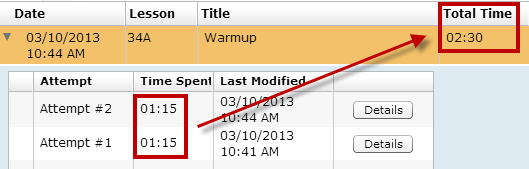 Date Lesson Title Total Time
03/10/2013 34A Warmup 02:30
10:44 AM
Attempt Time Spent Last Modified
Attempt #2 01:15 03/10/2013 Details
10:44 AM
Attempt #1 01:15 03/10/2013 Details
10:41 AM